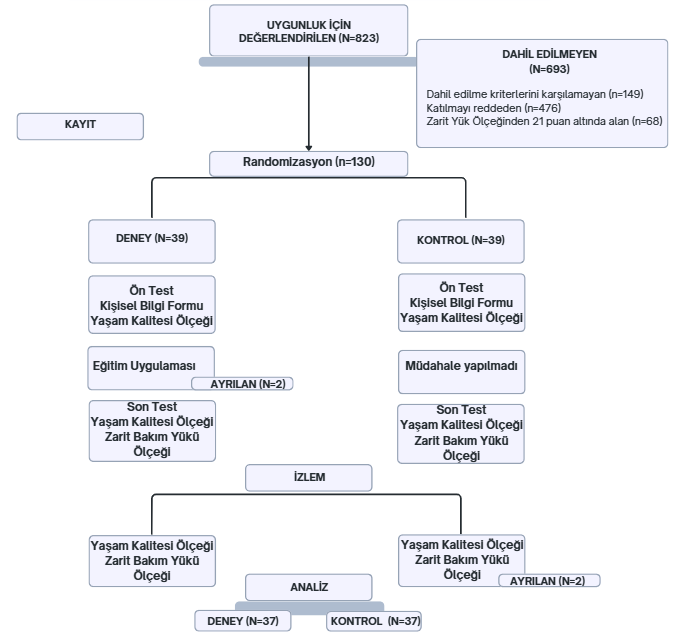 UYGUNLUK İÇİN
DEĞERLENDİRİLEN (N=823)
DAHİL EDİLMEYEN
(N=693)
Dahil edilme kriterlerini karşılamayan (n=149)
Katılmayı reddeden (n=476)
Zarit Yük Ölçeğinden 21 puan altında alan (n=68)
KAYIT
Randomizasyon (n=130)
DENEY (N=39)
KONTROL (N=39)
Ön Test
Kişisel Bilgi Formu
Yaşam Kalitesi Ölçeği
Ön Test
Kişisel Bilgi Formu
Yaşam Kalitesi Ölçeği
Eğitim Uygulaması
AYRILAN (N=2)
Müdahale yapılmadı
Son Test
Yaşam Kalitesi Ölçeği
Zarit Bakım Yükü
Ölçeği
Son Test
Yaşam Kalitesi Ölçeği
Zarit Bakım Yükü
Ölçeği
İZLEM
Yaşam Kalitesi Ölçeği
Zarit Bakım Yükü
Ölçeği
Yaşam Kalitesi Ölçeği
Zarit Bakım Yükü
Ölçeği
AYRILAN (N=2)
ANALİZ
DENEY (N=37)
KONTROL (N=37)